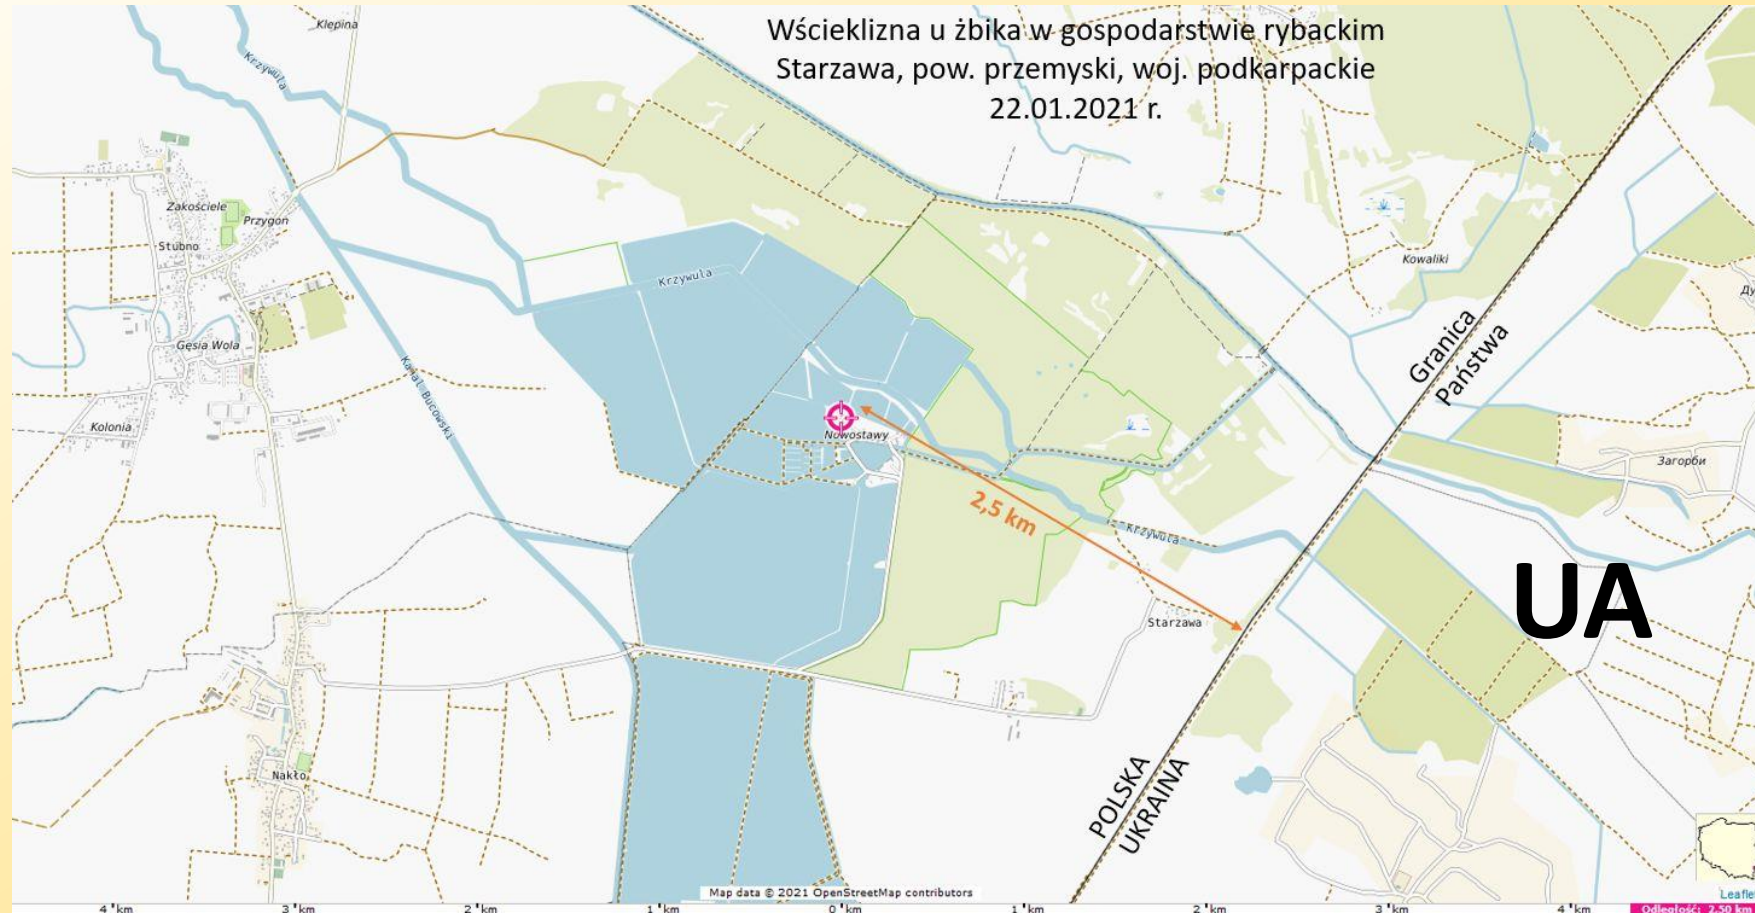 Wścieklizna u żbika w gospodarstwie rybackim
Starzawa, pow. przemyski, woj. podkarpackie
22.01.2021 r.
Klepina
Krzywula
Zakościele
Przygon
Stubno
Krzywula
Kowaliki
Gęsia Wola
Granica
Państwa
Kanał Bucowski
Kolonia
Nowostawy
Загорби
2,5 km
Krzywula
UA
Starzawa
Nakło
POLSKA
UKRAINA
Map data © 2021 OpenStreetMap contributors
4 km
3 km
2 km
1 km
0 km
1 km
2 km
3 km
4 km
Odległość: 2.50 km